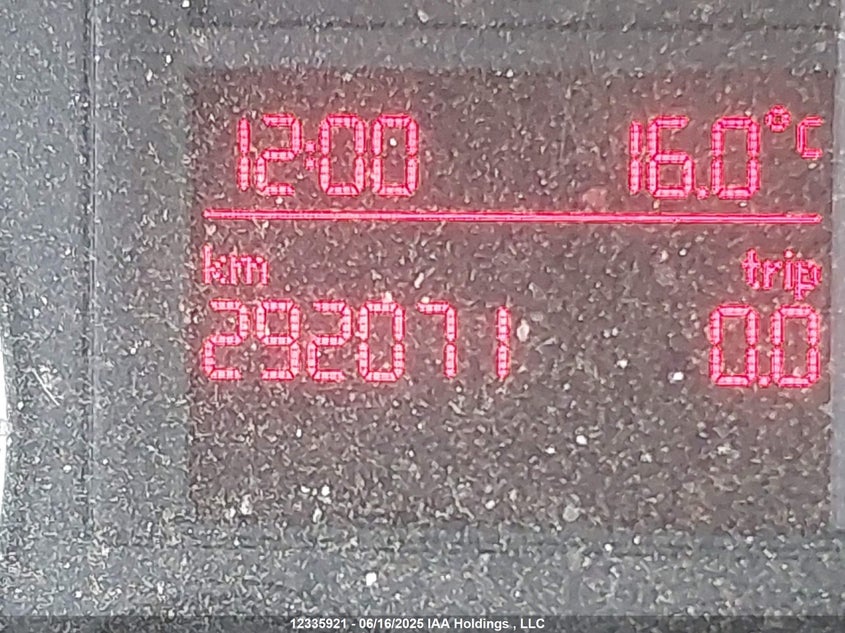 12:00 16.0°C
km trip
292071 0.0
12335921 - 06/16/2025 IAA Holdings , LLC